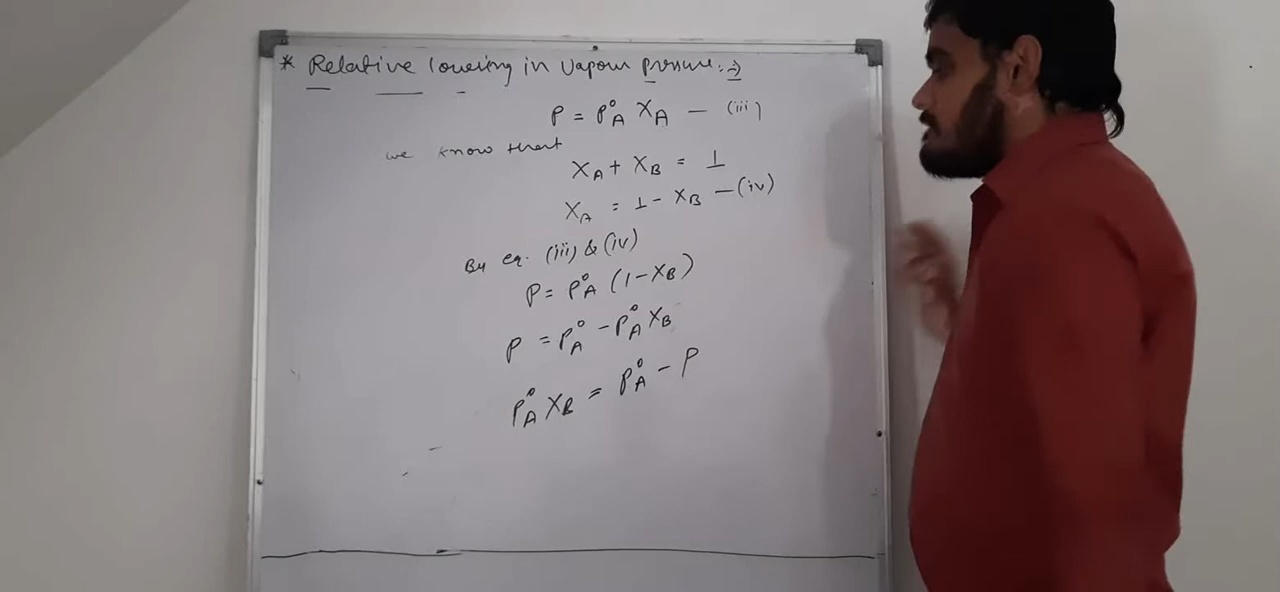 * Relative lowering in vapour pressure :→
P = P°A XA — (iii)
we know that
XA + XB = 1
XA = 1 - XB — (iv)
By eq. (iii) & (iv)
P = P°A (1 - XB)
P = P°A - P°A XB
P°A XB = P°A - P